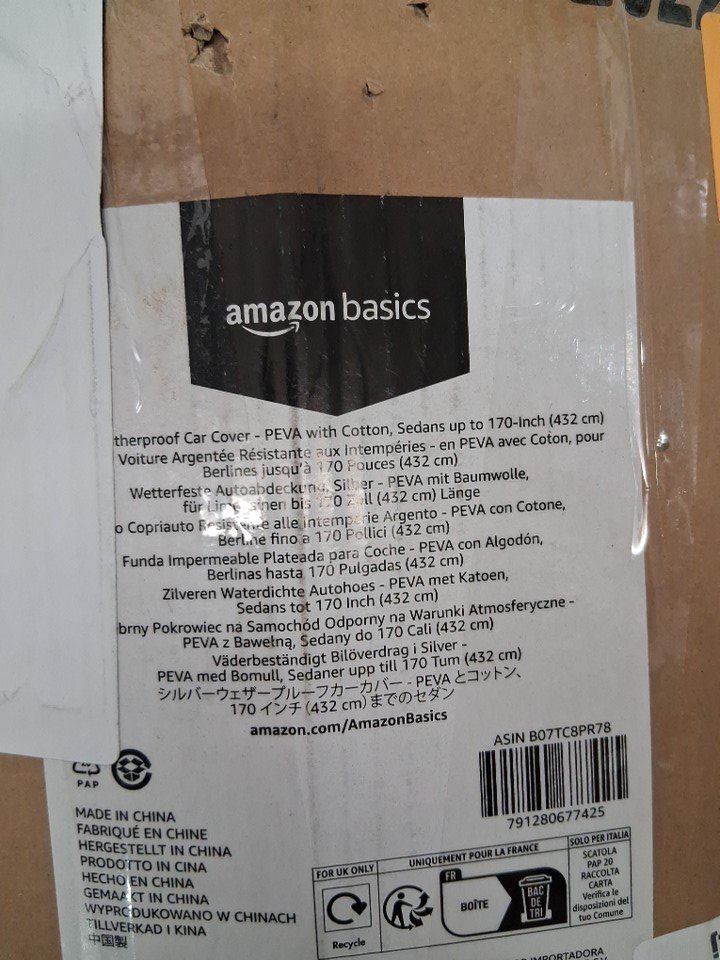 amazon basics
therproof Car Cover - PEVA with Cotton, Sedans up to 170-Inch (432 cm)
Voiture Argentée Résistante aux Intempéries - en PEVA avec Coton, pour
Berlines jusqu'à 170 Pouces (432 cm)
Wetterfeste Autoabdeckung, Silber - PEVA mit Baumwolle,
für bis 170 Zoll (432 cm) Länge
o Copriauto Resistente alle Intemperie Argento - PEVA con Cotone,
Berline fino a 170 Pollici (432 cm)
Funda Impermeable Plateada para Coche - PEVA con Algodón,
Berlinas hasta 170 Pulgadas (432 cm)
Zilveren Waterdichte Autohoes - PEVA met Katoen,
Sedans tot 170 Inch (432 cm)
brny Pokrowiec na Samochód Odporny na Warunki Atmosferyczne -
PEVA z Bawełną, Sedany do 170 Cali (432 cm)
Väderbeständigt Bilöverdrag i Silver -
PEVA med Bomull, Sedaner upp till 170 Tum (432 cm)
シルバーウェザープルーフカーカバー - PEVA とコットン、
170 インチ (432 cm) までのセダン
amazon.com/AmazonBasics
ASIN B07TC8PR78
791280677425
PAP
MADE IN CHINA
FABRIQUÉ EN CHINE
HERGESTELLT IN CHINA
PRODOTTO IN CINA
HECHO EN CHINA
GEMAAKT IN CHINA
WYPRODUKOWANO W CHINACH
TILLVERKAD I KINA
中国製
FOR UK ONLY
Recycle
UNIQUEMENT POUR LA FRANCE
FR
BOÎTE
BAC
DE
TRI
SOLO PER ITALIA
SCATOLA
PAP 20
RACCOLTA
CARTA
Verifica le
disposizioni del
tuo Comune
IMPORTADORA